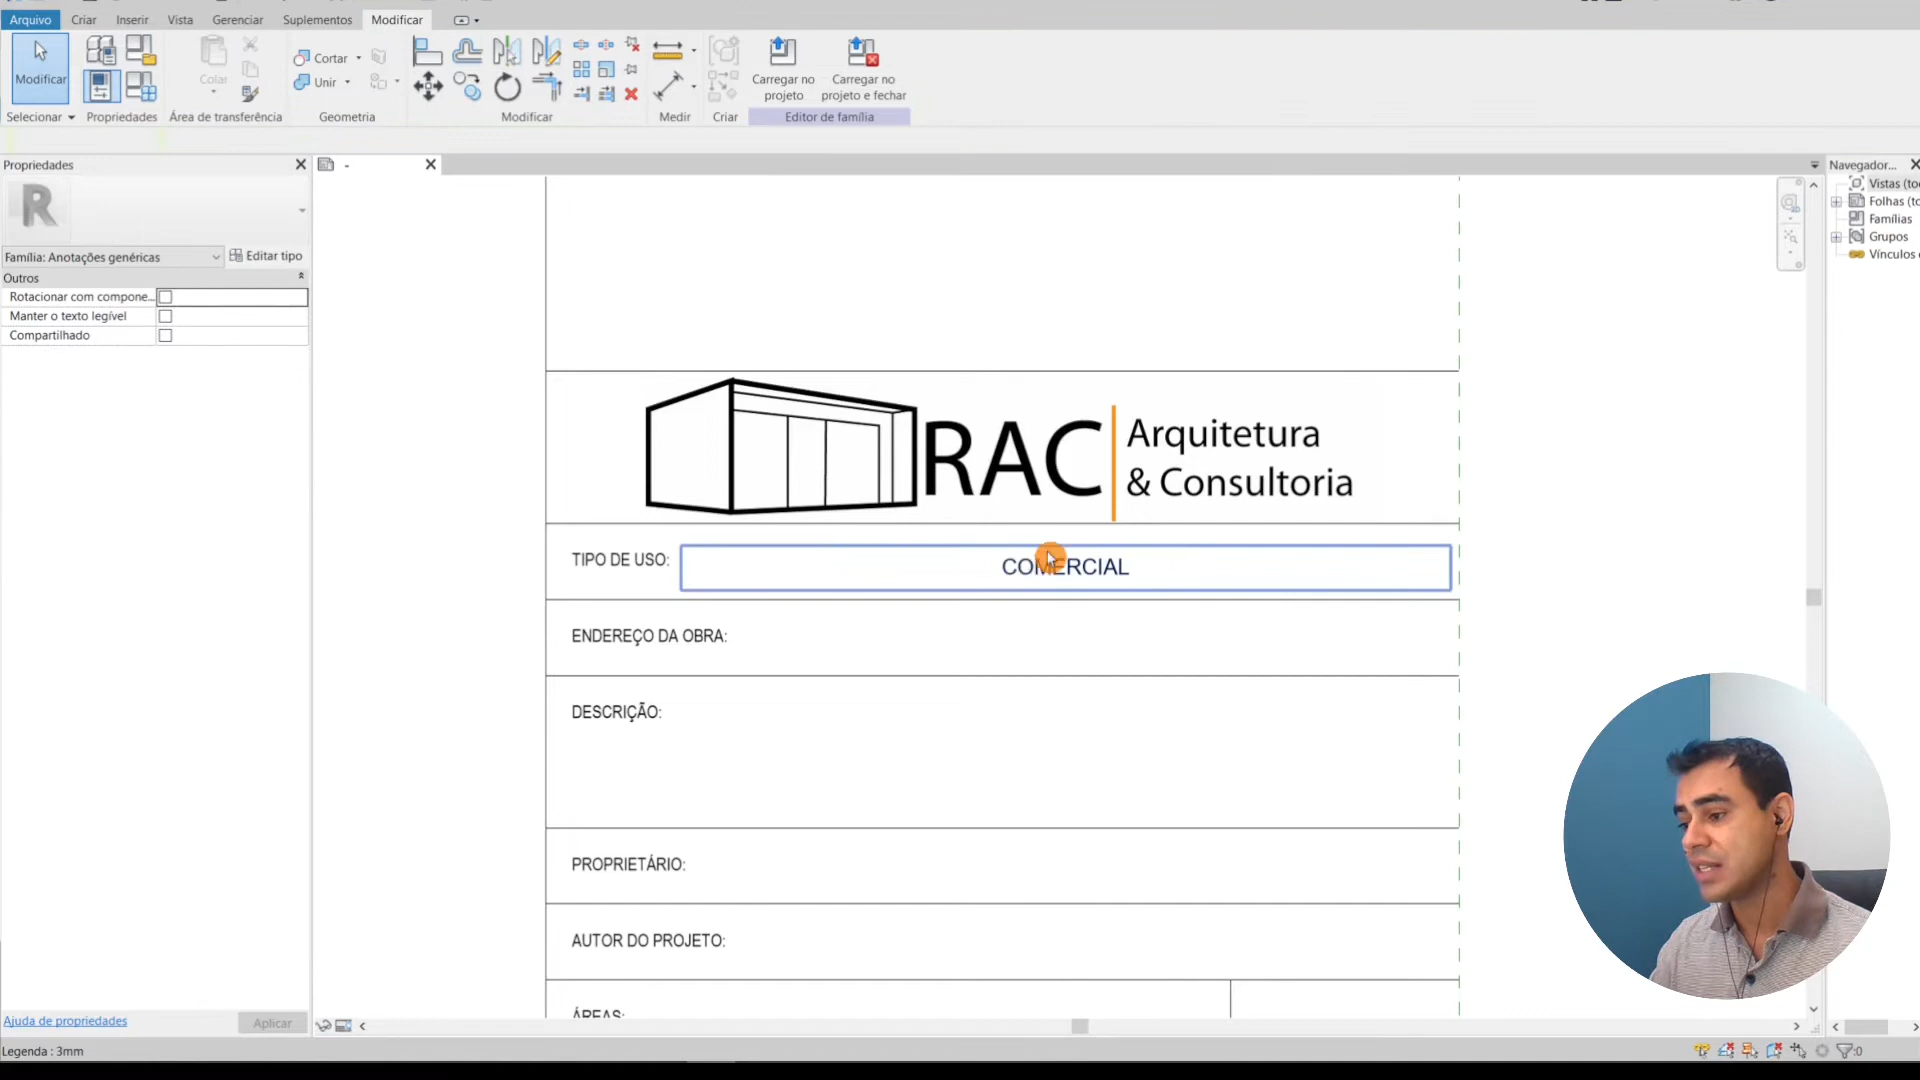 Arquivo Criar Inserir Vista Gerenciar Suplementos Modificar
Modificar
Colar
Cortar
Unir
Carregar no projeto
Carregar no projeto e fechar
Selecionar Propriedades Área de transferência Geometria Modificar Medir Criar Editor de família
Propriedades
-
Navegador...
R
Família: Anotações genéricas
Editar tipo
Outros
Rotacionar com compone...
Manter o texto legível
Compartilhado
Vistas (to
Folhas (to
Famílias
Grupos
Vínculos
RAC
Arquitetura
& Consultoria
TIPO DE USO:
COMERCIAL
ENDEREÇO DA OBRA:
DESCRIÇÃO:
PROPRIETÁRIO:
AUTOR DO PROJETO:
ÁREAS:
Ajuda de propriedades
Aplicar
Legenda : 3mm
:0